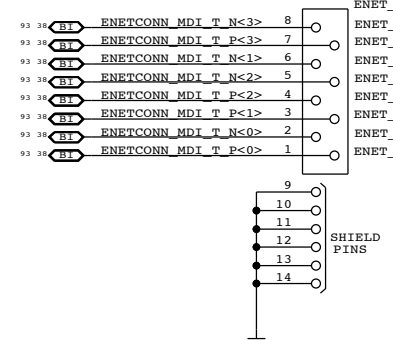 ENET_
93 38 BI ENETCONN_MDI_T_N<3> 8 ENET_
93 38 BI ENETCONN_MDI_T_P<3> 7 ENET_
93 38 BI ENETCONN_MDI_T_N<1> 6 ENET_
93 38 BI ENETCONN_MDI_T_N<2> 5 ENET_
93 38 BI ENETCONN_MDI_T_P<2> 4 ENET_
93 38 BI ENETCONN_MDI_T_P<1> 3 ENET_
93 38 BI ENETCONN_MDI_T_N<0> 2 ENET_
93 38 BI ENETCONN_MDI_T_P<0> 1 ENET_
9
10
11
12
13
14
SHIELD
PINS